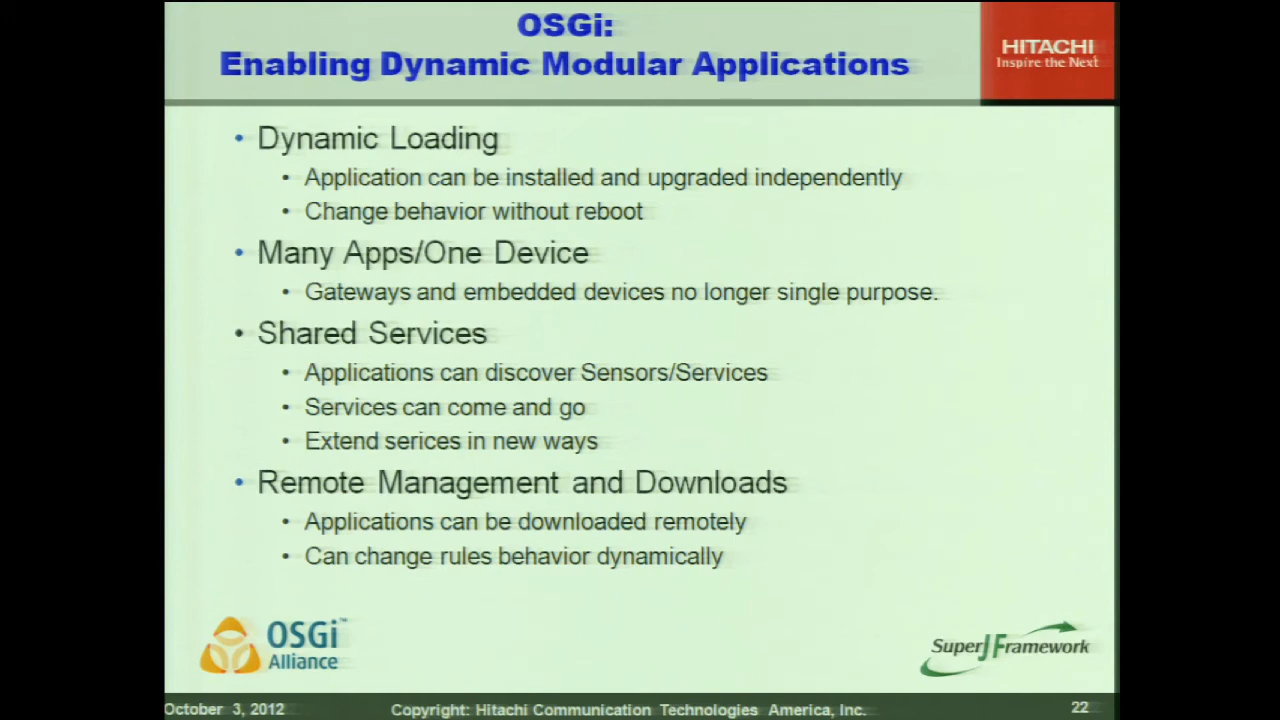 OSGi:
Enabling Dynamic Modular Applications
HITACHI
Inspire the Next
• Dynamic Loading
• Application can be installed and upgraded independently
• Change behavior without reboot
• Many Apps/One Device
• Gateways and embedded devices no longer single purpose.
• Shared Services
• Applications can discover Sensors/Services
• Services can come and go
• Extend serices in new ways
• Remote Management and Downloads
• Applications can be downloaded remotely
• Can change rules behavior dynamically
OSGi™
Alliance
SuperJ Framework
October 3, 2012
Copyright: Hitachi Communication Technologies America, Inc.
22